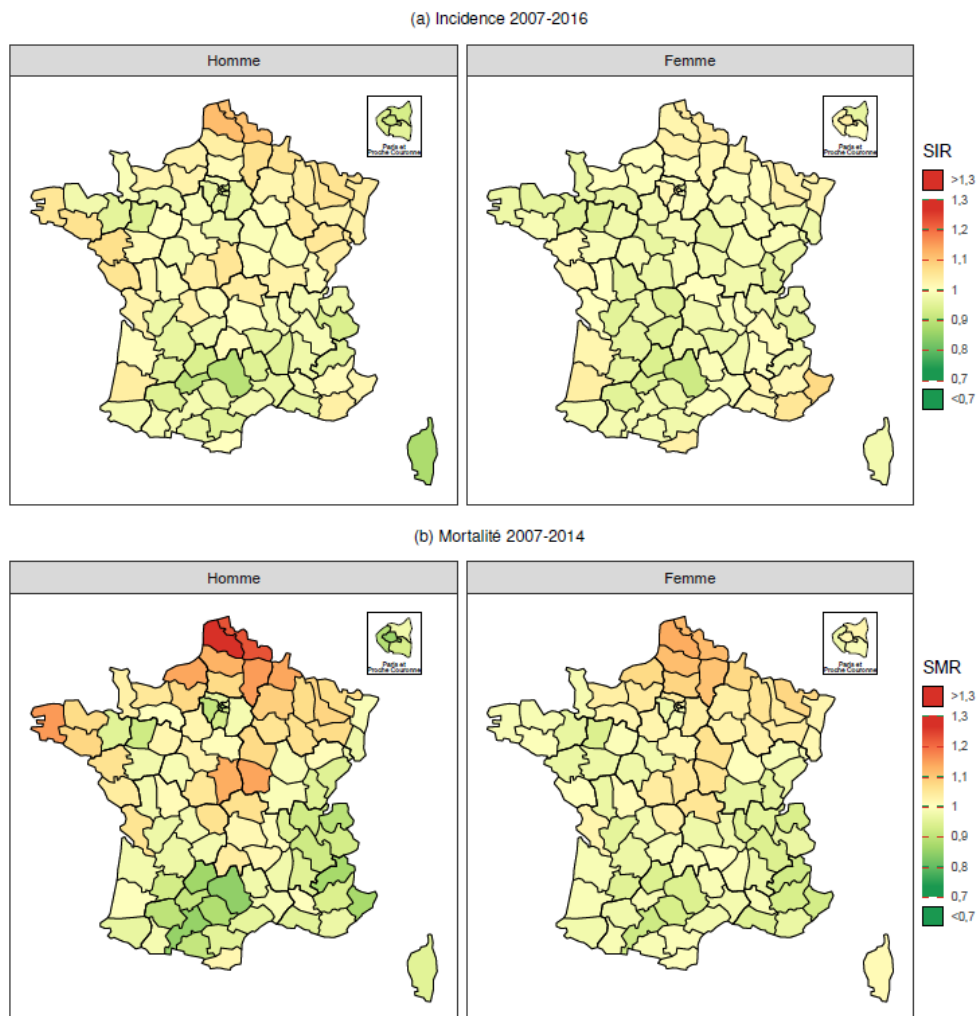 (a) Incidence 2007-2016
Homme
Femme
Paris et
Proche Couronne
Paris et
Proche Couronne
SIR
>1,3
1,3
1,2
1,1
1
0,9
0,8
0,7
<0,7
(b) Mortalité 2007-2014
Homme
Femme
Paris et
Proche Couronne
Paris et
Proche Couronne
SMR
>1,3
1,3
1,2
1,1
1
0,9
0,8
0,7
<0,7